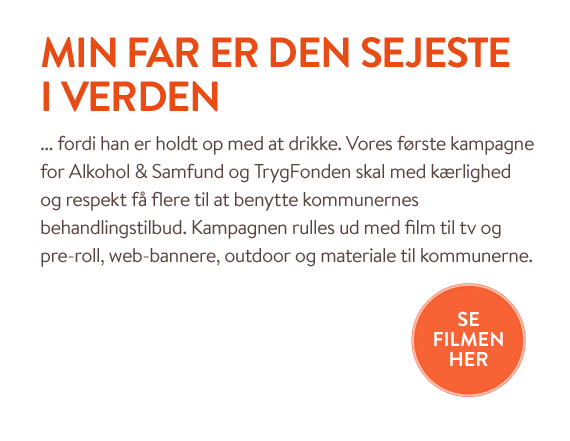 MIN FAR ER DEN SEJESTE
I VERDEN
... fordi han er holdt op med at drikke. Vores første kampagne
for Alkohol & Samfund og TrygFonden skal med kærlighed
og respekt få flere til at benytte kommunernes
behandlingstilbud. Kampagnen rulles ud med film til tv og
pre-roll, web-bannere, outdoor og materiale til kommunerne.
SE
FILMEN
HER